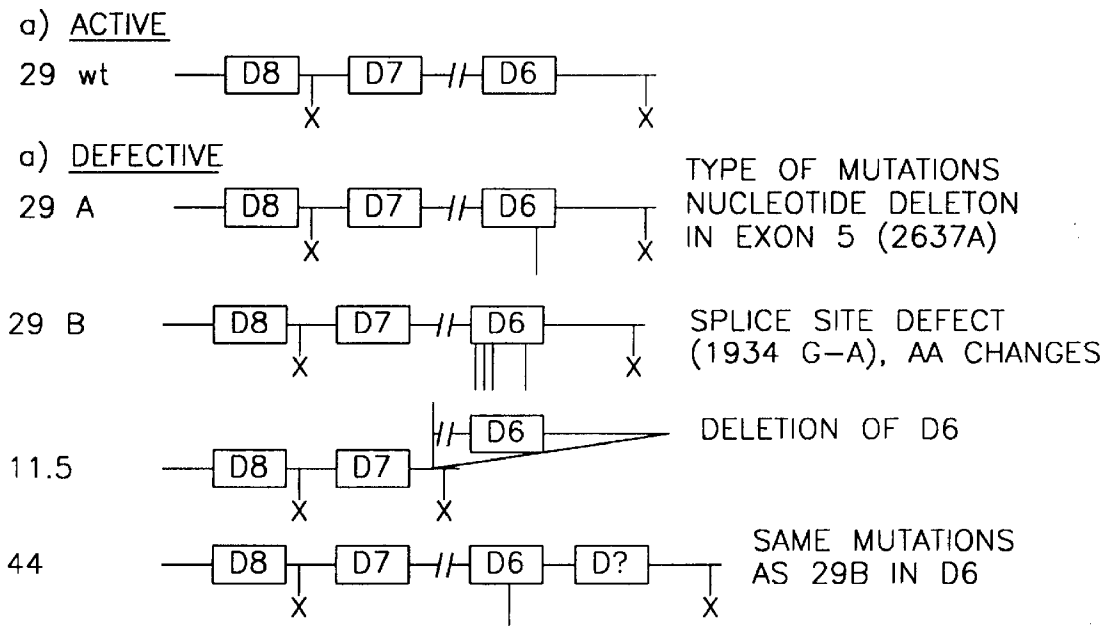 a) ACTIVE
29 wt D8 D7 // D6
X X
a) DEFECTIVE
TYPE OF MUTATIONS
29 A D8 D7 // D6 NUCLEOTIDE DELETON
X X IN EXON 5 (2637A)
29 B D8 D7 // D6 SPLICE SITE DEFECT
X X (1934 G-A), AA CHANGES
// D6 DELETION OF D6
11.5 D8 D7
X X
SAME MUTATIONS
44 D8 D7 // D6 D? AS 29B IN D6
X X